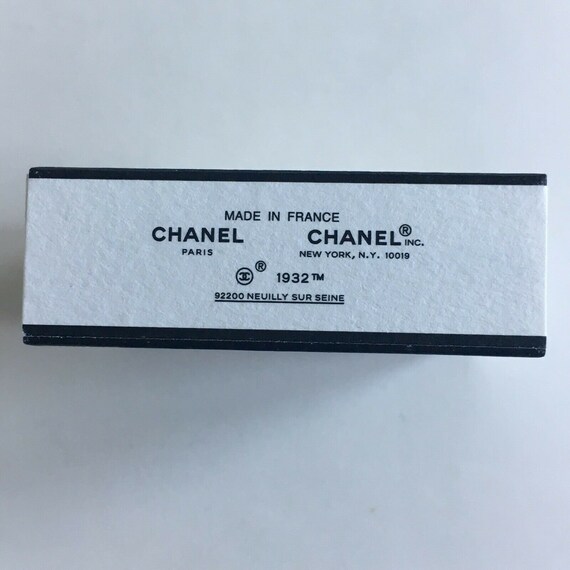 MADE IN FRANCE
CHANEL CHANEL® INC.
PARIS NEW YORK, N.Y. 10019
® 1932™
92200 NEUILLY SUR SEINE